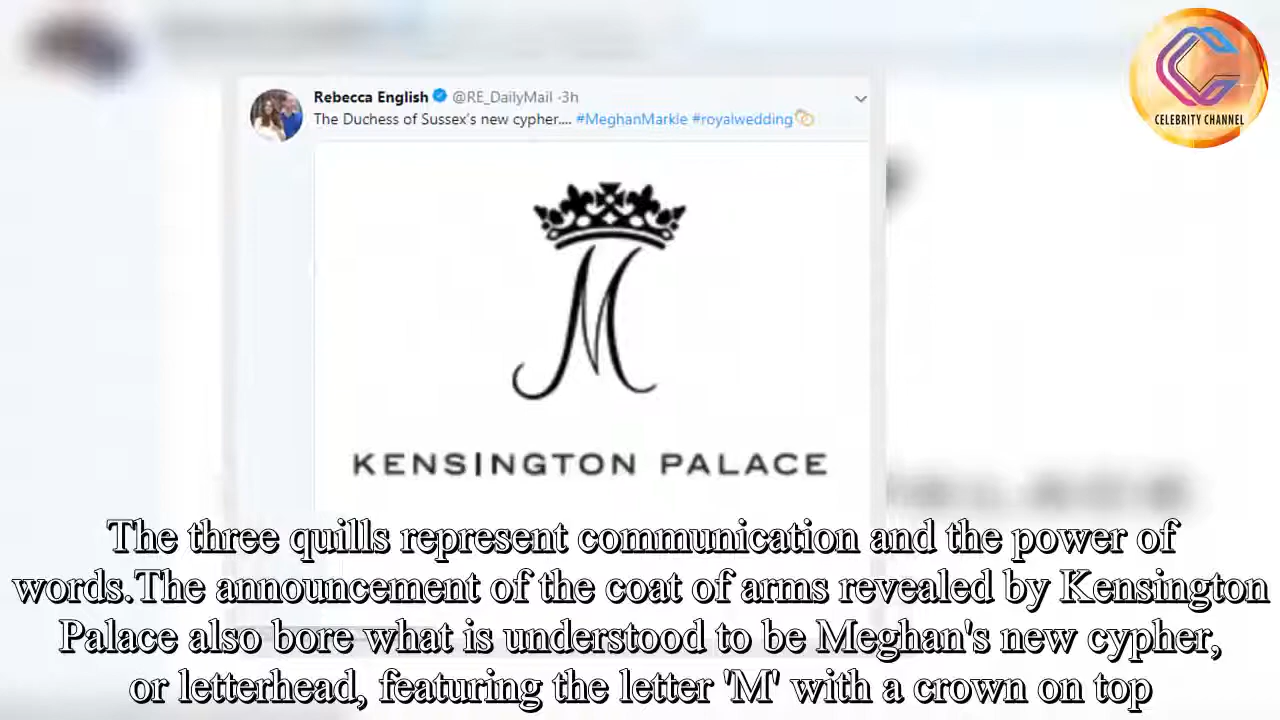 CELEBRITY CHANNEL
Rebecca English @RE_DailyMail · 3h
The Duchess of Sussex's new cypher.... #MeghanMarkle #royalwedding
M
KENSINGTON PALACE
The three quills represent communication and the power of
words.The announcement of the coat of arms revealed by Kensington
Palace also bore what is understood to be Meghan's new cypher,
or letterhead, featuring the letter 'M' with a crown on top